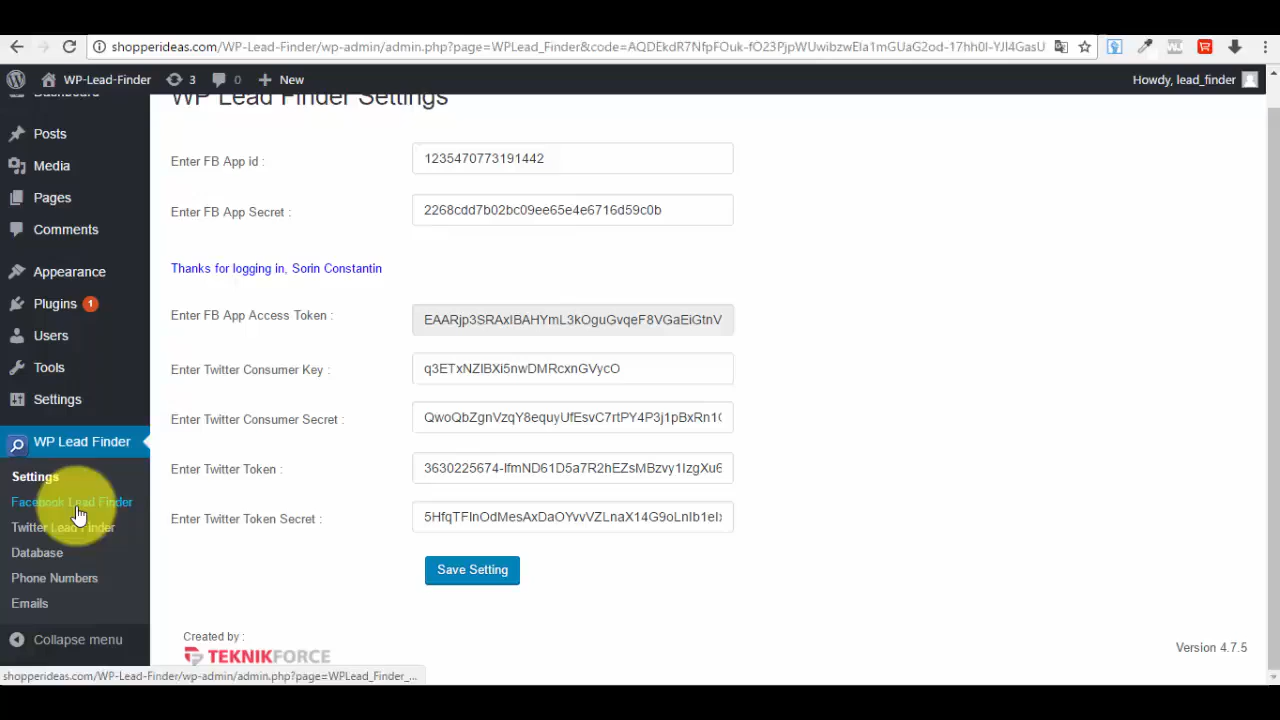 shopperideas.com/WP-Lead-Finder/wp-admin/admin.php?page=WPLead_Finder&code=AQDEkdR7NfpFOuk-fO23PjpWUwibzwEla1mGUaG2od-17hh0l-YJl4GasU
WP-Lead-Finder 3 0 New Howdy, lead_finder
Dashboard
Posts
Media
Pages
Comments
Appearance
Plugins 1
Users
Tools
Settings
WP Lead Finder
Settings
Facebook Lead Finder
Twitter Lead Finder
Database
Phone Numbers
Emails
Collapse menu
WP Lead Finder Settings
Enter FB App id : 1235470773191442
Enter FB App Secret : 2268cdd7b02bc09ee65e4e6716d59c0b
Thanks for logging in, Sorin Constantin
Enter FB App Access Token : EAARjp3SRAxIBAHYmL3kOguGvqeF8VGaEiGtnV
Enter Twitter Consumer Key : q3ETxNZIBXi5nwDMRcxnGVycO
Enter Twitter Consumer Secret : QwoQbZgnVzqY8equyUfEsvC7rtPY4P3j1pBxRn1
Enter Twitter Token : 3630225674-IfmND61D5a7R2hEZsMBzvy1IzgXu6
Enter Twitter Token Secret : 5HfqTFInOdMesAxDaOYvvVZLnaX14G9oLnIb1eIx
Save Setting
Created by :
TEKNIKFORCE
Version 4.7.5
shopperideas.com/WP-Lead-Finder/wp-admin/admin.php?page=WPLead_Finder_...